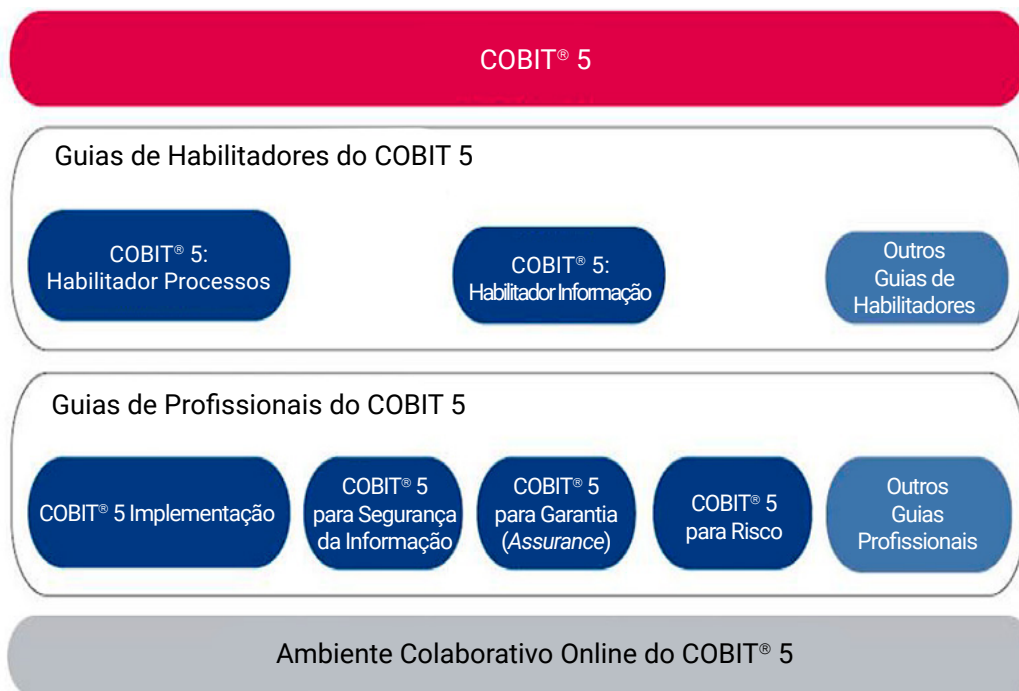 COBIT® 5
Guias de Habilitadores do COBIT 5
COBIT® 5:
Habilitador Processos
COBIT® 5:
Habilitador Informação
Outros
Guias de
Habilitadores
Guias de Profissionais do COBIT 5
COBIT® 5 Implementação
COBIT® 5
para Segurança
da Informação
COBIT® 5
para Garantia
(Assurance)
COBIT® 5
para Risco
Outros
Guias
Profissionais
Ambiente Colaborativo Online do COBIT® 5